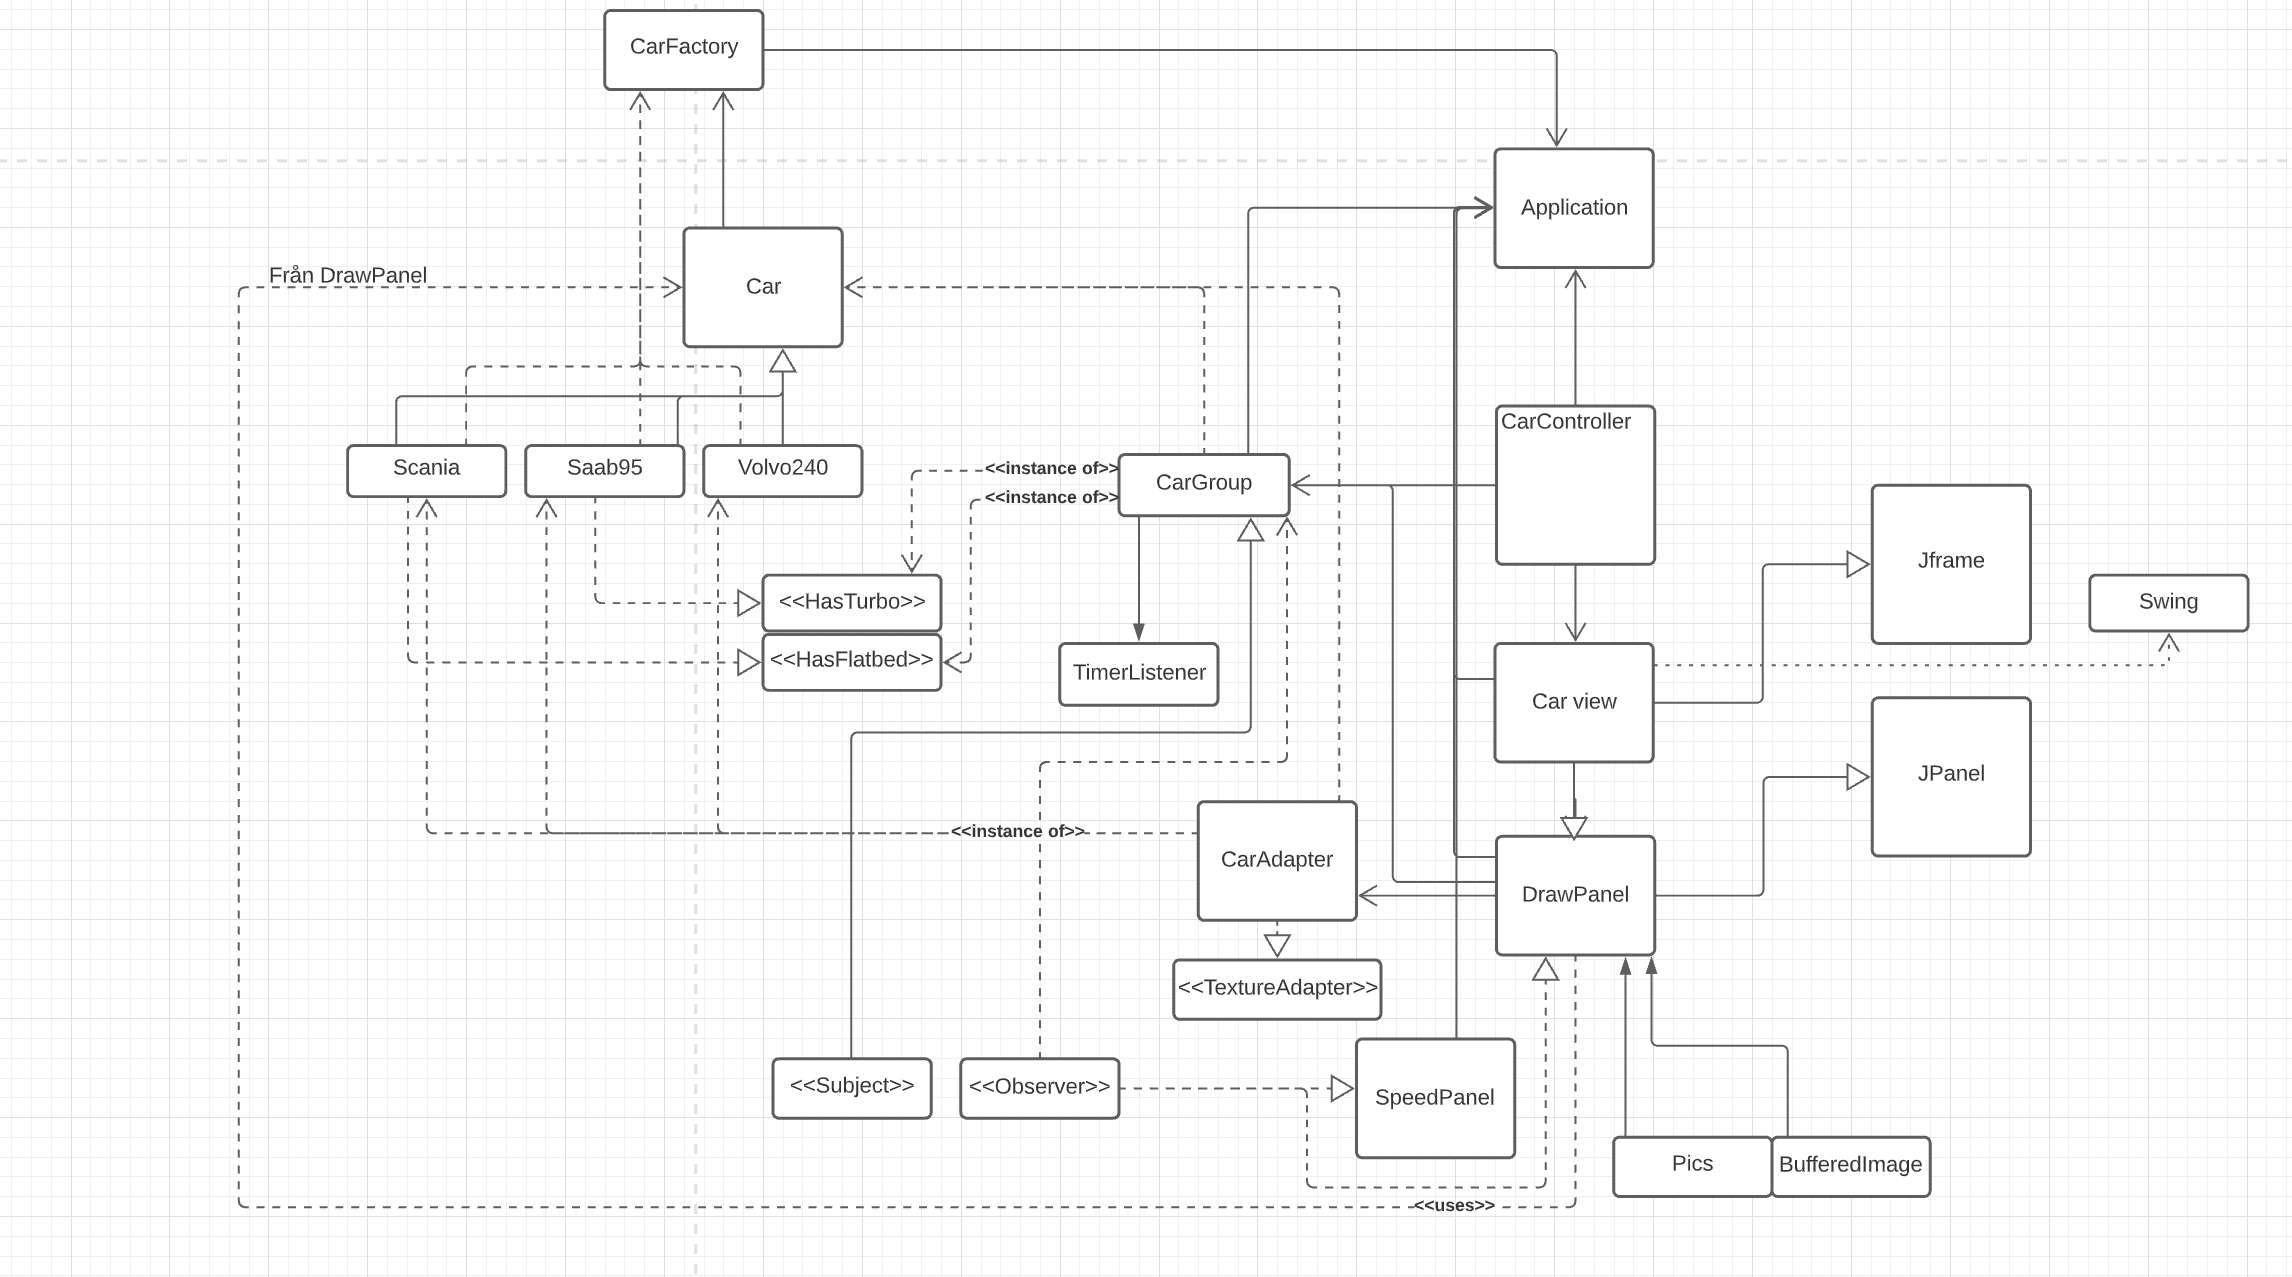 CarFactory
Application
Från DrawPanel
Car
CarController
Scania
Saab95
Volvo240
<<instance of>>
CarGroup
<<instance of>>
Jframe
<<HasTurbo>>
Swing
<<HasFlatbed>>
TimerListener
Car view
JPanel
<<instance of>>
CarAdapter
DrawPanel
<<TextureAdapter>>
<<Subject>>
<<Observer>>
SpeedPanel
Pics
BufferedImage
<<uses>>